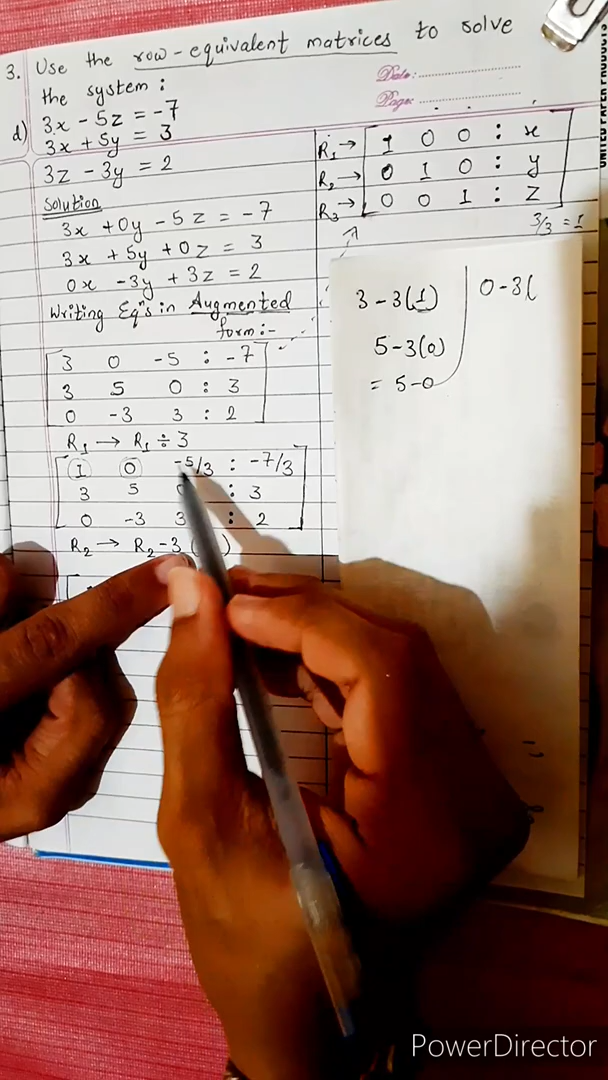 3. Use the row-equivalent matrices to solve
the system:
d) 3x - 5z = -7
3x + 5y = 3
3z - 3y = 2
Date:
Page:
Solution
3x + 0y - 5z = -7
3x + 5y + 0z = 3
0x - 3y + 3z = 2
Writing Eqns in Augmented
form:-
3 0 -5 : -7
3 5 0 : 3
0 -3 3 : 2
R1 → R1 ÷ 3
1 0 -5/3 : -7/3
3 5 : 3
0 -3 3 : 2
R2 → R2 - 3
R1 → 1 0 0 : x
R2 → 0 1 0 : y
R3 → 0 0 1 : z
3/3 = 1
3 - 3(1)
5 - 3(0)
= 5 - 0
0 - 3(
UNITED PAPER PRODUCTS
PowerDirector